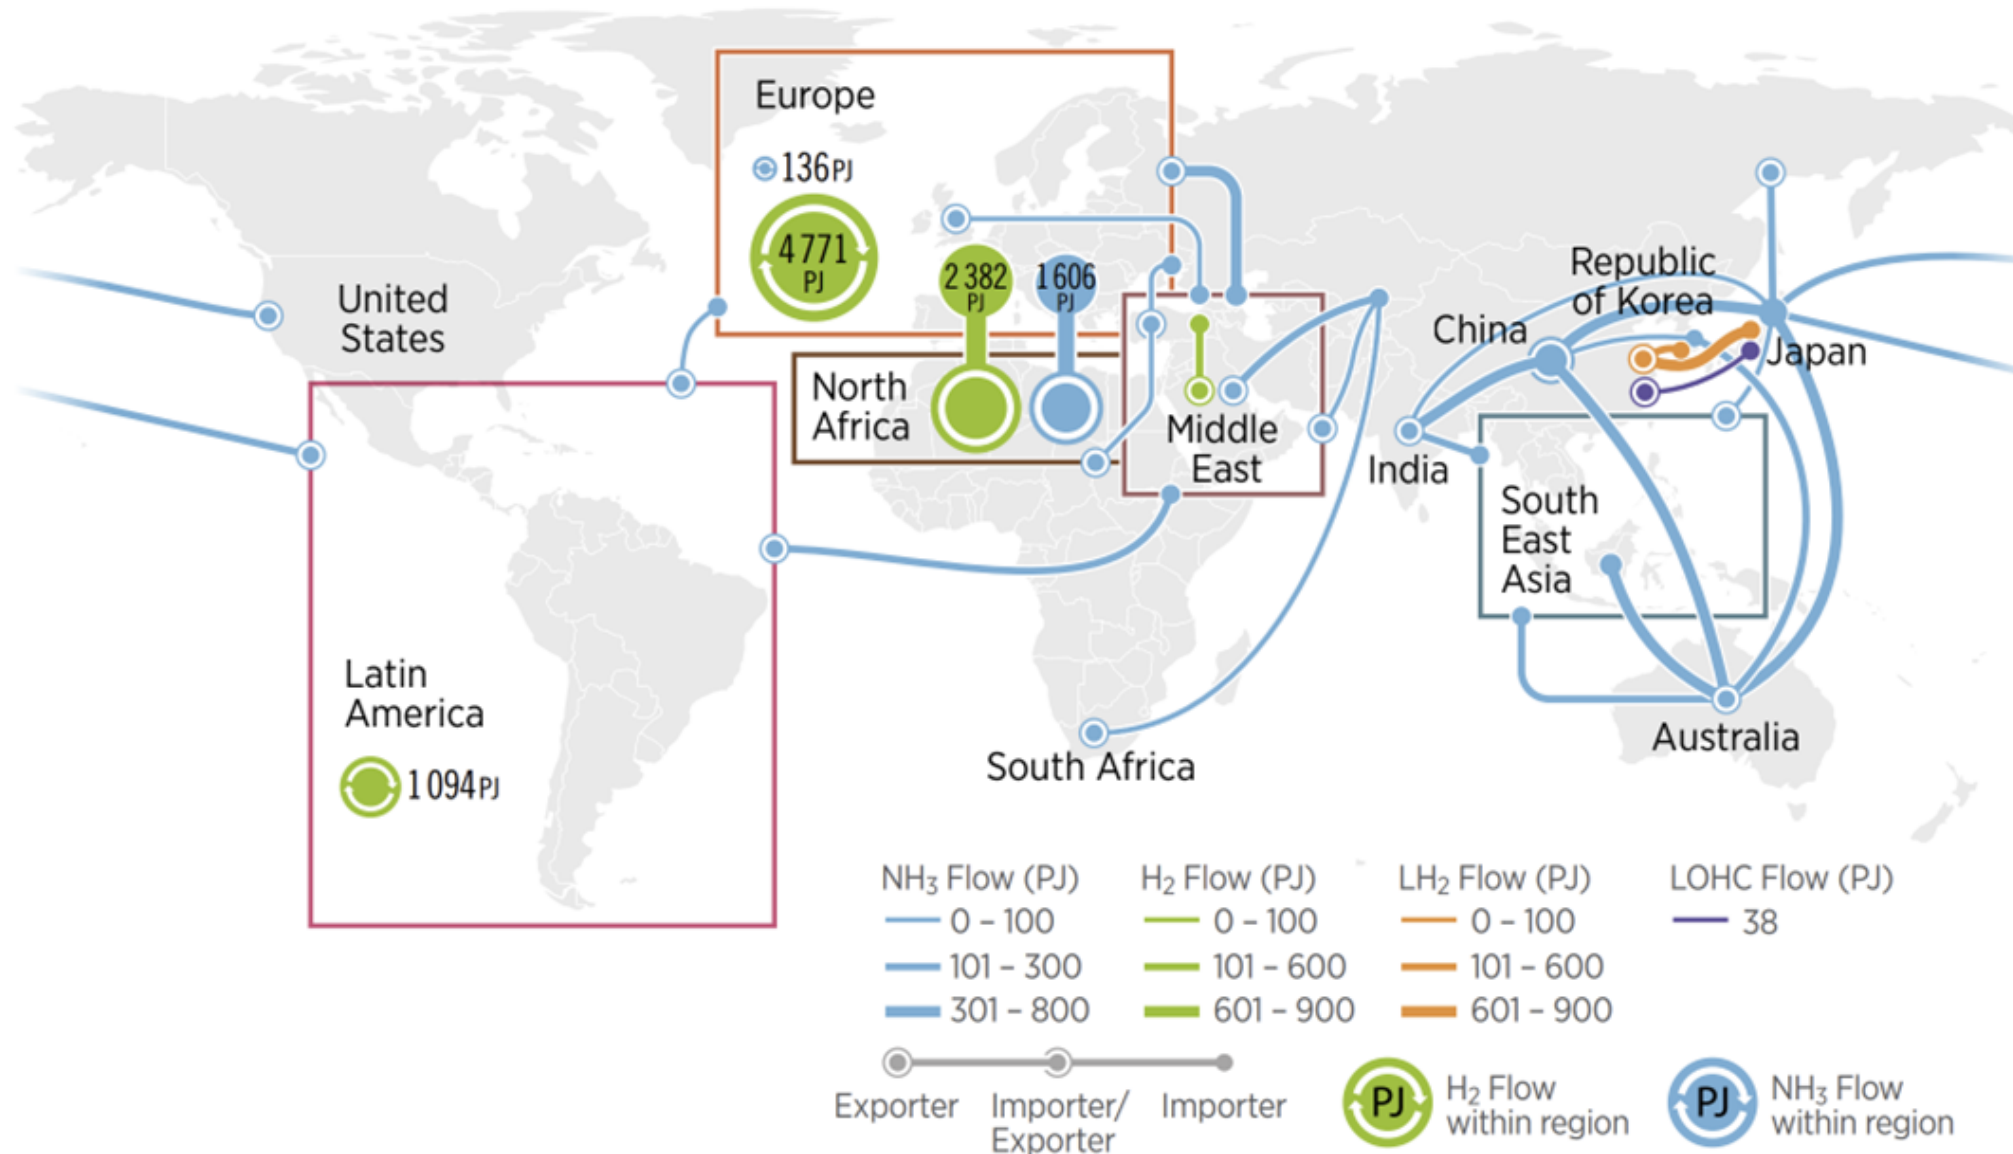 Europe
136 PJ
4 771
PJ
2 382
PJ
1 606
PJ
United
States
North
Africa
Middle
East
Republic
of Korea
China
Japan
India
South
East
Asia
Latin
America
1 094 PJ
South Africa
Australia
NH₃ Flow (PJ)
0 – 100
101 – 300
301 – 800
H₂ Flow (PJ)
0 – 100
101 – 600
601 – 900
LH₂ Flow (PJ)
0 – 100
101 – 600
601 – 900
LOHC Flow (PJ)
38
Exporter
Importer/
Exporter
Importer
PJ
H₂ Flow
within region
PJ
NH₃ Flow
within region